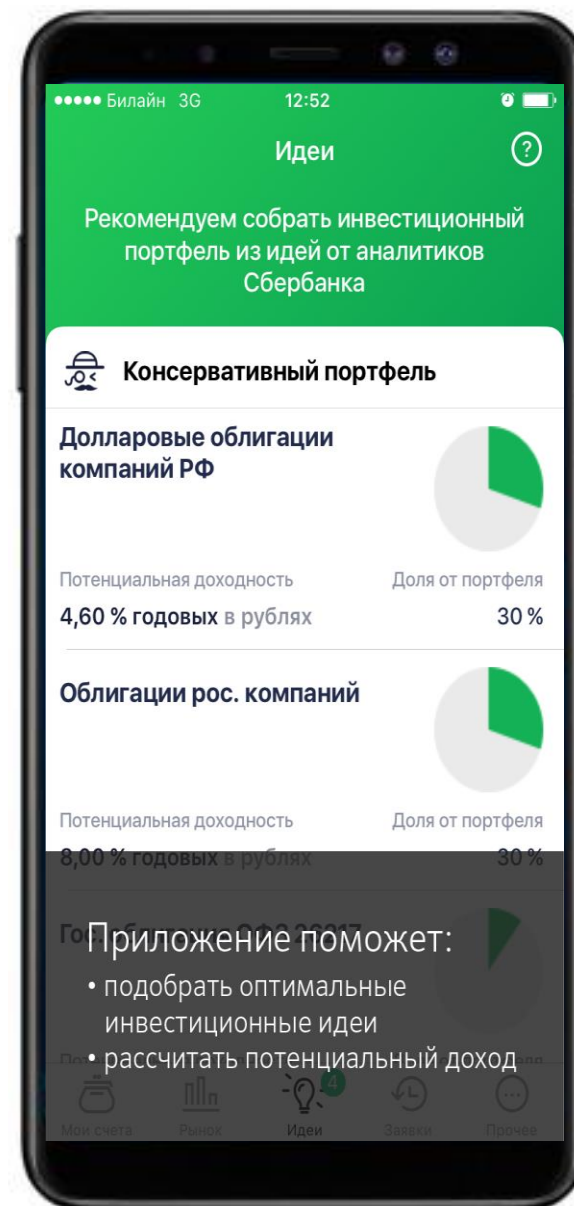 Билайн 3G 12:52
Идеи
?
Рекомендуем собрать инвестиционный
портфель из идей от аналитиков
Сбербанка
Консервативный портфель
Долларовые облигации
компаний РФ
Потенциальная доходность Доля от портфеля
4,60 % годовых в рублях 30 %
Облигации рос. компаний
Потенциальная доходность Доля от портфеля
8,00 % годовых в рублях 30 %
Приложение поможет:
• подобрать оптимальные
инвестиционные идеи
• рассчитать потенциальный доход
4
Мои счета Рынок Идеи Заявки Прочее